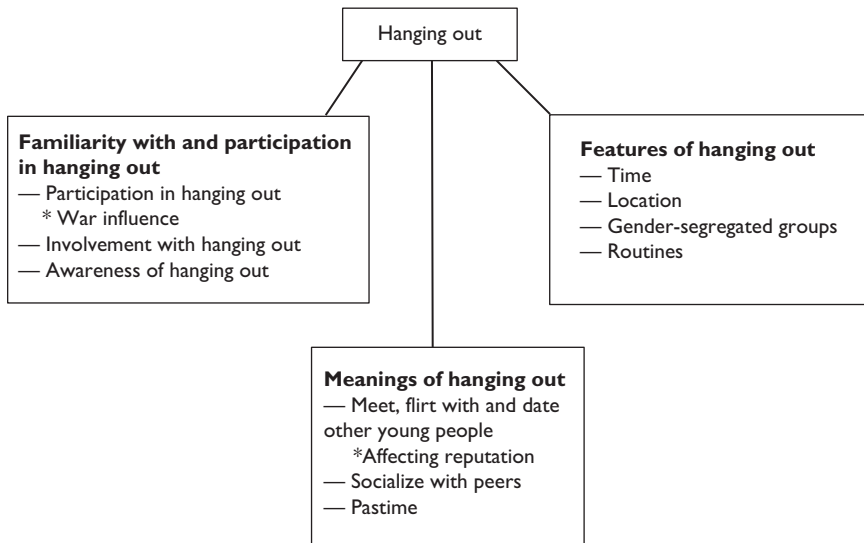 Hanging out
Familiarity with and participation
in hanging out
— Participation in hanging out
* War influence
— Involvement with hanging out
— Awareness of hanging out
Features of hanging out
— Time
— Location
— Gender-segregated groups
— Routines
Meanings of hanging out
— Meet, flirt with and date
other young people
*Affecting reputation
— Socialize with peers
— Pastime